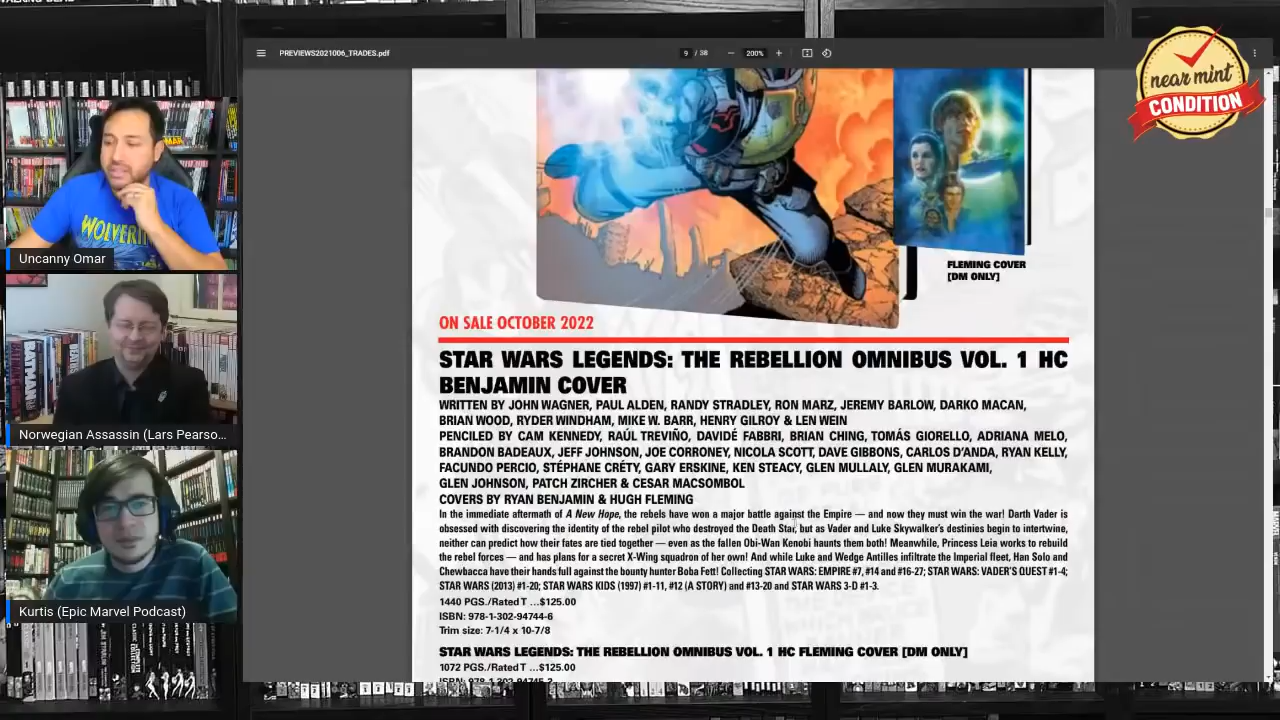 PREVIEWS2021006_TRADES.pdf
9 / 38
200%
near mint
CONDITION
WOLVERI
Uncanny Omar
BATMAN
Norwegian Assassin (Lars Pearso...
Kurtis (Epic Marvel Podcast)
FLEMING COVER
[DM ONLY]
ON SALE OCTOBER 2022
STAR WARS LEGENDS: THE REBELLION OMNIBUS VOL. 1 HC
BENJAMIN COVER
WRITTEN BY JOHN WAGNER, PAUL ALDEN, RANDY STRADLEY, RON MARZ, JEREMY BARLOW, DARKO MACAN,
BRIAN WOOD, RYDER WINDHAM, MIKE W. BARR, HENRY GILROY & LEN WEIN
PENCILED BY CAM KENNEDY, RAÚL TREVIÑO, DAVIDÉ FABBRI, BRIAN CHING, TOMÁS GIORELLO, ADRIANA MELO,
BRANDON BADEAUX, JEFF JOHNSON, JOE CORRONEY, NICOLA SCOTT, DAVE GIBBONS, CARLOS D'ANDA, RYAN KELLY,
FACUNDO PERCIO, STÉPHANE CRÉTY, GARY ERSKINE, KEN STEACY, GLEN MULLALY, GLEN MURAKAMI,
GLEN JOHNSON, PATCH ZIRCHER & CESAR MACSOMBOL
COVERS BY RYAN BENJAMIN & HUGH FLEMING
In the immediate aftermath of A New Hope, the rebels have won a major battle against the Empire — and now they must win the war! Darth Vader is
obsessed with discovering the identity of the rebel pilot who destroyed the Death Star, but as Vader and Luke Skywalker's destinies begin to intertwine,
neither can predict how their fates are tied together — even as the fallen Obi-Wan Kenobi haunts them both! Meanwhile, Princess Leia works to rebuild
the rebel forces — and has plans for a secret X-Wing squadron of her own! And while Luke and Wedge Antilles infiltrate the Imperial fleet, Han Solo and
Chewbacca have their hands full against the bounty hunter Boba Fett! Collecting STAR WARS: EMPIRE #7, #14 and #16-27; STAR WARS: VADER'S QUEST #1-4;
STAR WARS (2013) #1-20; STAR WARS KIDS (1997) #1-11, #12 (A STORY) and #13-20 and STAR WARS 3-D #1-3.
1440 PGS./Rated T ...$125.00
ISBN: 978-1-302-94744-6
Trim size: 7-1/4 x 10-7/8
STAR WARS LEGENDS: THE REBELLION OMNIBUS VOL. 1 HC FLEMING COVER [DM ONLY]
1072 PGS./Rated T ...$125.00
ISBN: 978-1-302-94745-3